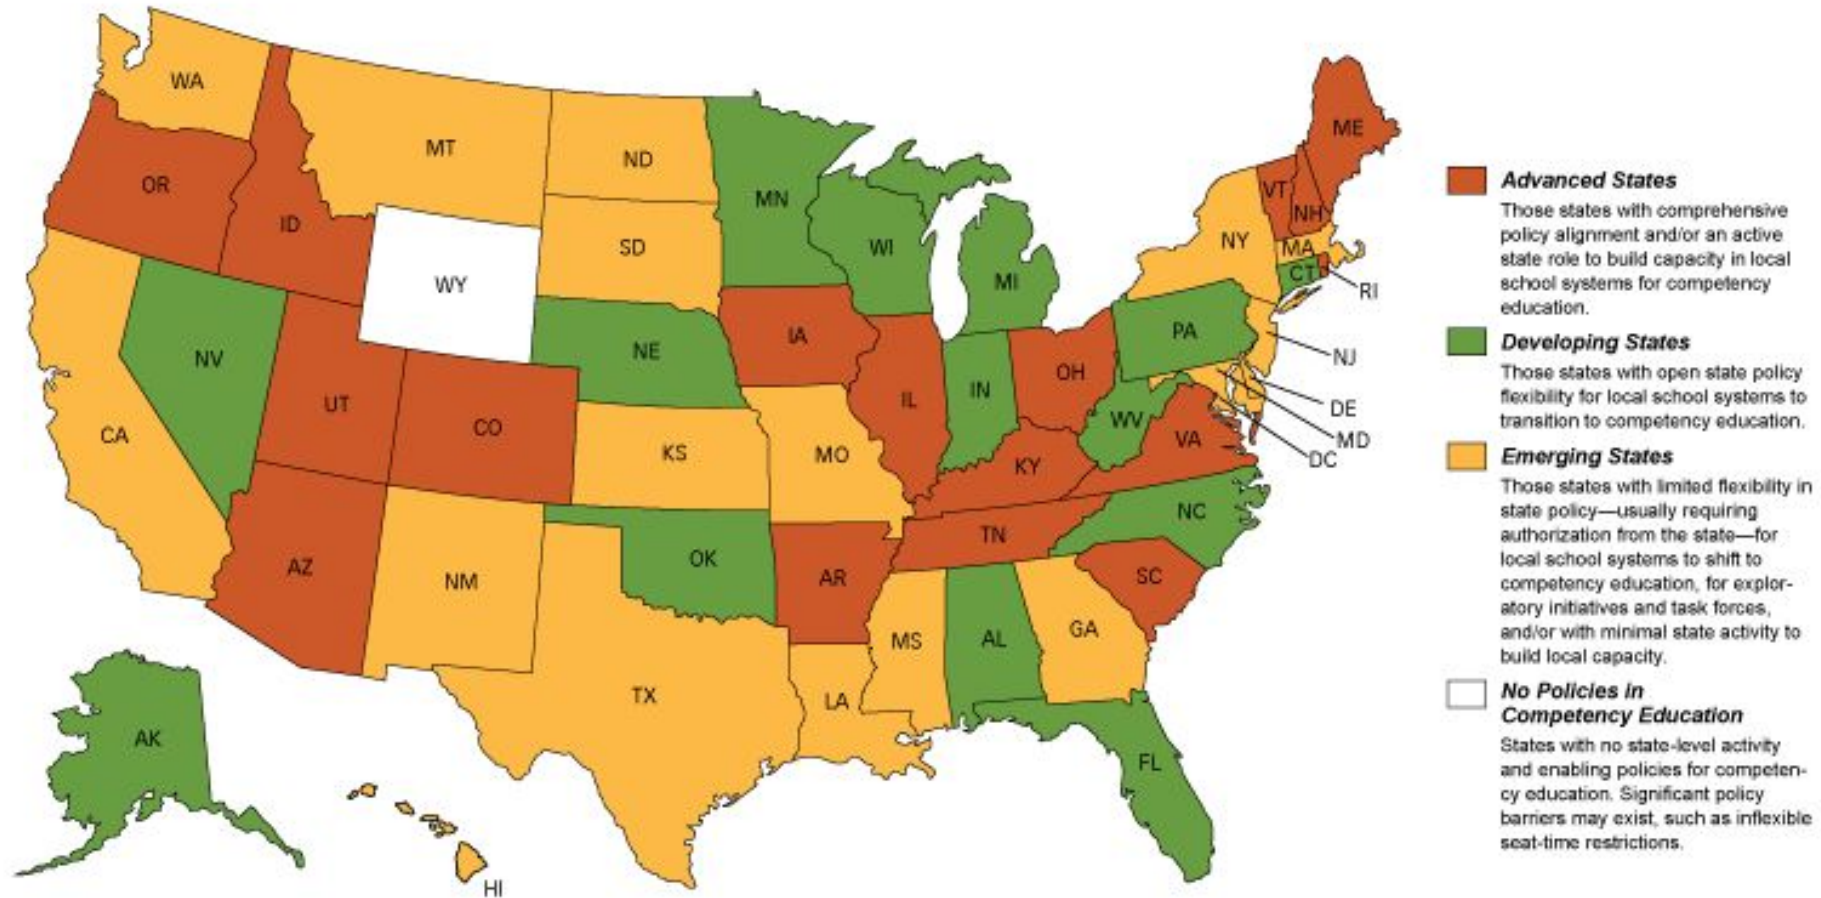 WA
OR
ID
MT
ND
MN
WI
MI
NY
VT
NH
ME
MA
CT
RI
WY
SD
IA
NE
NV
UT
CO
CA
KS
MO
IL
IN
OH
PA
NJ
DE
MD
DC
WV
VA
KY
TN
NC
SC
AZ
NM
OK
AR
TX
LA
MS
AL
GA
FL
AK
HI
Advanced States
Those states with comprehensive
policy alignment and/or an active
state role to build capacity in local
school systems for competency
education.
Developing States
Those states with open state policy
flexibility for local school systems to
transition to competency education.
Emerging States
Those states with limited flexibility in
state policy—usually requiring
authorization from the state—for
local school systems to shift to
competency education, for explor-
atory initiatives and task forces,
and/or with minimal state activity to
build local capacity.
No Policies in
Competency Education
States with no state-level activity
and enabling policies for competen-
cy education. Significant policy
barriers may exist, such as inflexible
seat-time restrictions.